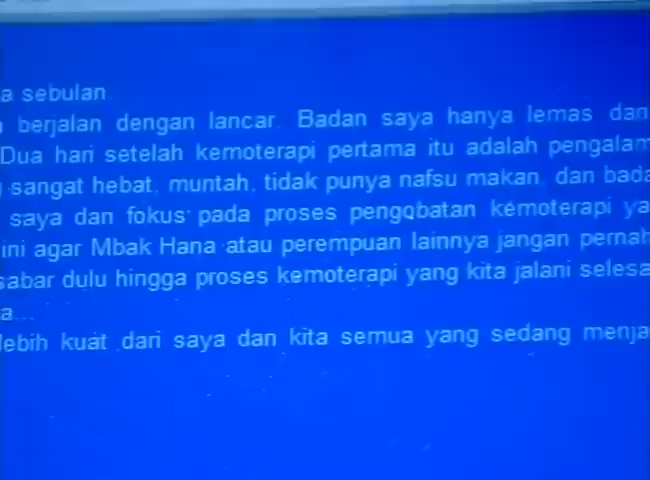 a sebulan.
berjalan dengan lancar. Badan saya hanya lemas dan
Dua hari setelah kemoterapi pertama itu adalah pengalam
sangat hebat, muntah, tidak punya nafsu makan, dan bada
saya dan fokus pada proses pengobatan kemoterapi ya
ini agar Mbak Hana atau perempuan lainnya jangan pernah
sabar dulu hingga proses kemoterapi yang kita jalani selesa
a...
lebih kuat dari saya dan kita semua yang sedang menja